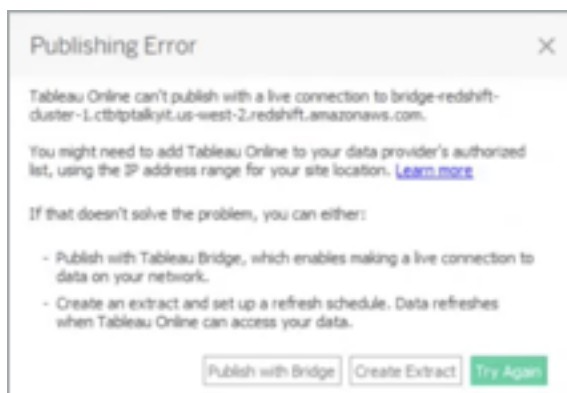 Publishing Error
Tableau Online can't publish with a live connection to bridge-redshift-
cluster-1.ctbtptalkyit.us-west-2.redshift.amazonaws.com.
You might need to add Tableau Online to your data provider's authorized
list, using the IP address range for your site location. Learn more
If that doesn't solve the problem, you can either:
- Publish with Tableau Bridge, which enables making a live connection to
data on your network.
- Create an extract and set up a refresh schedule. Data refreshes
when Tableau Online can access your data.
Publish with Bridge Create Extract Try Again